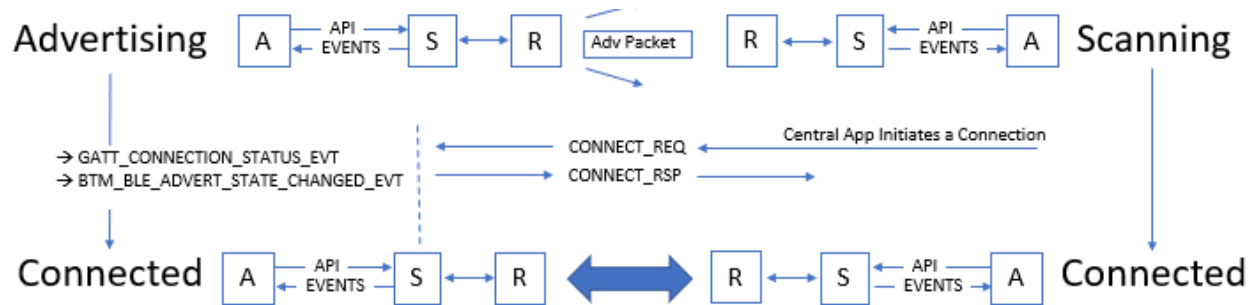 Advertising A API EVENTS S R Adv Packet R S API EVENTS A Scanning
Central App Initiates a Connection
CONNECT_REQ
→ GATT_CONNECTION_STATUS_EVT
→ BTM_BLE_ADVERT_STATE_CHANGED_EVT
CONNECT_RSP
Connected A API EVENTS S R R S API EVENTS A Connected